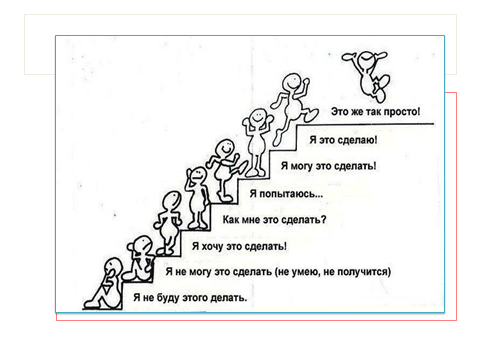 Это же так просто!
Я это сделаю!
Я могу это сделать!
Я попытаюсь...
Как мне это сделать?
Я хочу это сделать!
Я не могу это сделать (не умею, не получится)
Я не буду этого делать.